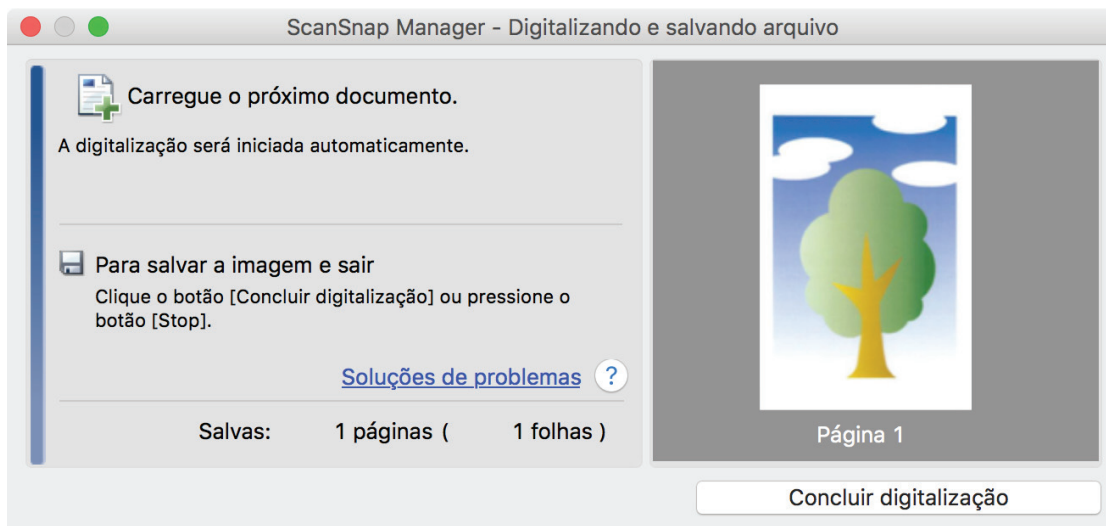 ScanSnap Manager - Digitalizando e salvando arquivo
Carregue o próximo documento.
A digitalização será iniciada automaticamente.
Para salvar a imagem e sair
Clique o botão [Concluir digitalização] ou pressione o
botão [Stop].
Soluções de problemas ?
Salvas: 1 páginas ( 1 folhas )
Página 1
Concluir digitalização